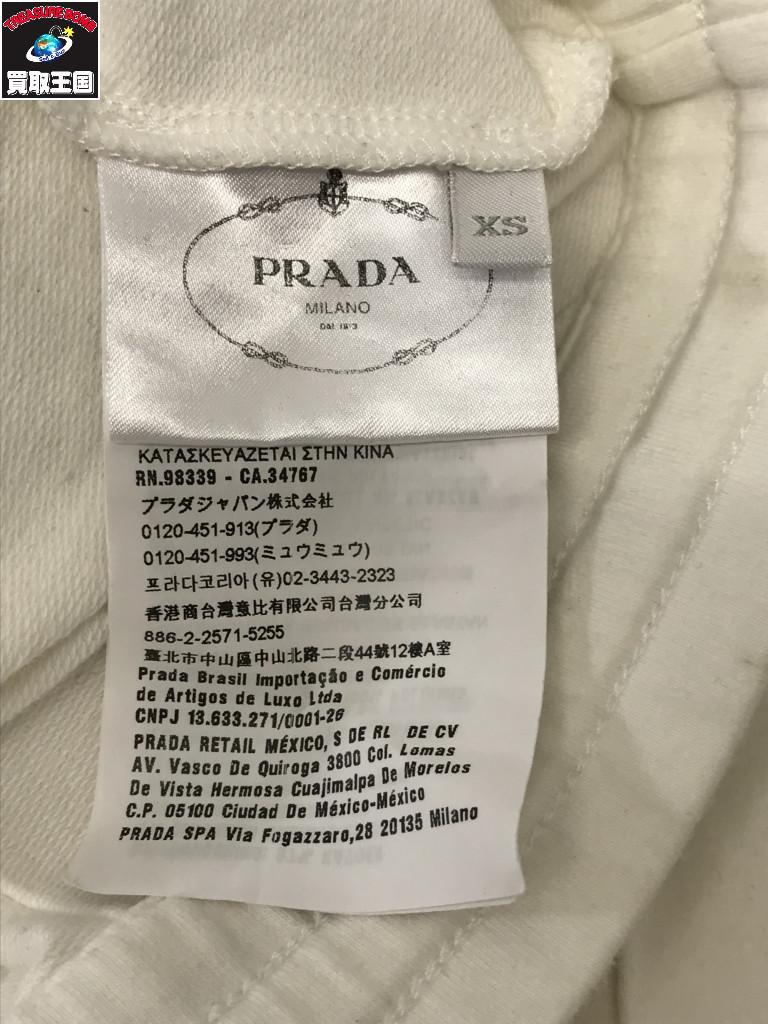 TREASURE BOMB
買取王国
XS
PRADA
MILANO
DAL 1913
ΚΑΤΑΣΚΕΥΑΖΕΤΑΙ ΣΤΗΝ ΚΙΝΑ
RN.98339 - CA.34767
プラダジャパン株式会社
0120-451-913(プラダ)
0120-451-993(ミュウミュウ)
프라다코리아(유)02-3443-2323
香港商台灣意比有限公司台灣分公司
886-2-2571-5255
臺北市中山區中山北路二段44號12樓A室
Prada Brasil Importação e Comércio
de Artigos de Luxo Ltda
CNPJ 13.633.271/0001-26
PRADA RETAIL MÉXICO, S DE RL DE CV
AV. Vasco De Quiroga 3800 Col. Lomas
De Vista Hermosa Cuajimalpa De Morelos
C.P. 05100 Ciudad De México-México
PRADA SPA Via Fogazzaro,28 20135 Milano